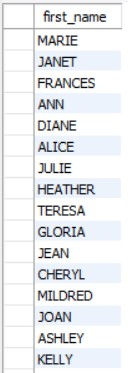 first_name
MARIE
JANET
FRANCES
ANN
DIANE
ALICE
JULIE
HEATHER
TERESA
GLORIA
JEAN
CHERYL
MILDRED
JOAN
ASHLEY
KELLY